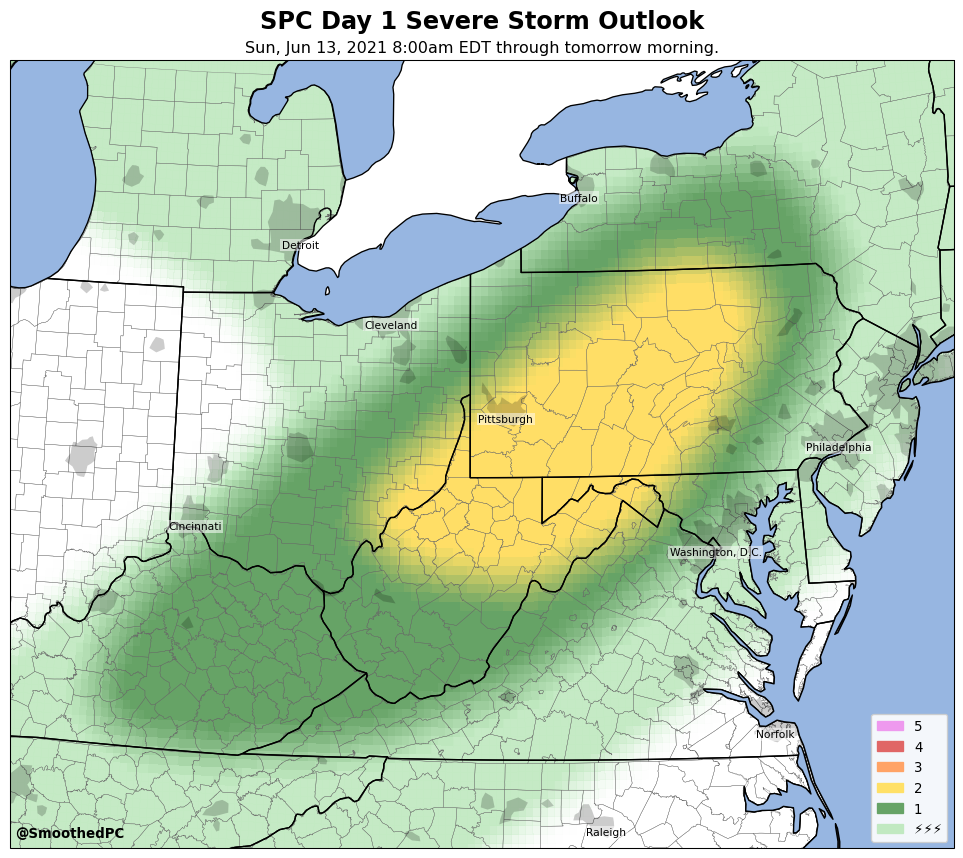 SPC Day 1 Severe Storm Outlook
Sun, Jun 13, 2021 8:00am EDT through tomorrow morning.
Buffalo
Detroit
Cleveland
Pittsburgh
Philadelphia
Cincinnati
Washington, D.C.
Norfolk
Raleigh
5
4
3
2
1
⚡⚡⚡
@SmoothedPC